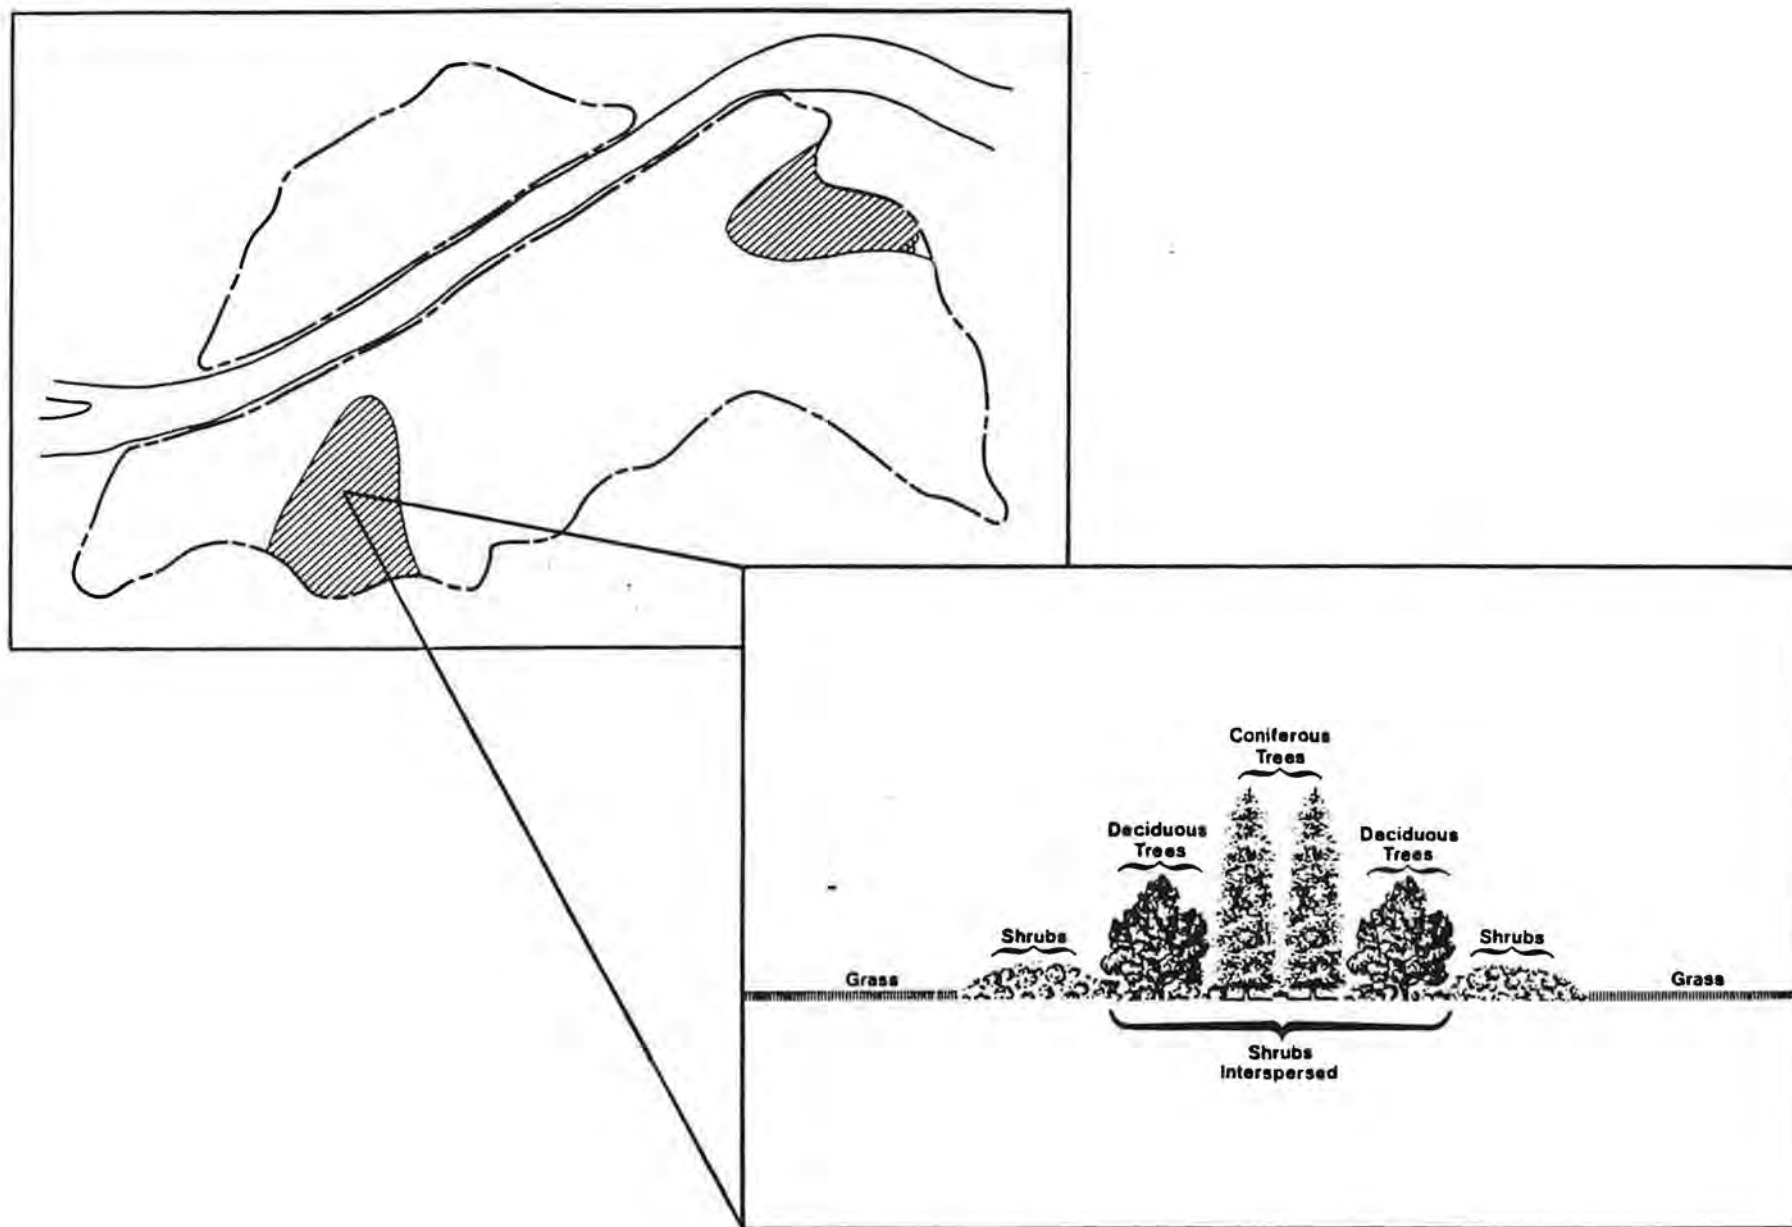 Coniferous
Trees
Deciduous
Trees
Deciduous
Trees
Shrubs
Shrubs
Grass
Grass
Shrubs
Interspersed